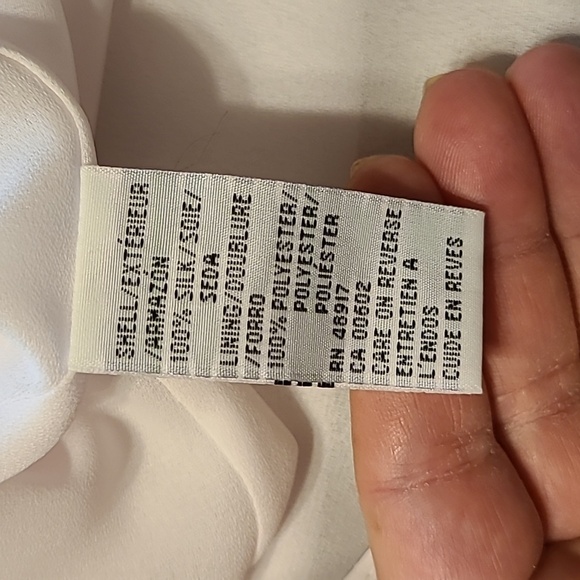 SHELL/EXTÉRIEUR
/ARMAZÓN
100% SILK/SOIE/
SEDA
LINING/DOUBLURE
/FORRO
100% POLYESTER/
POLYESTER/
POLIÉSTER
RN 46917
CA 00602
CARE ON REVERSE
ENTRETIEN A
L'ENDOS
CUIDE EN REVES